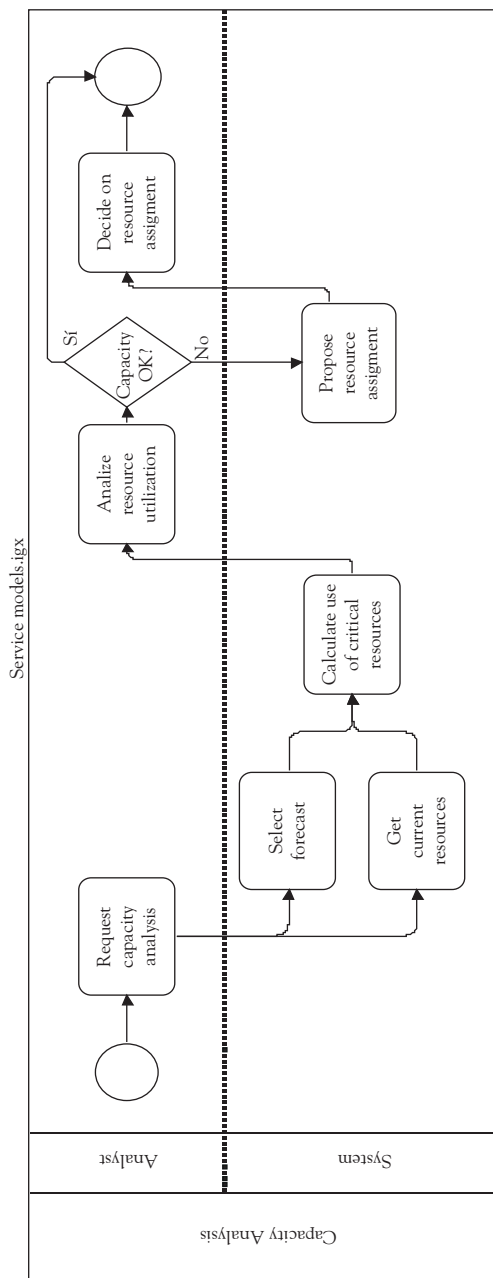 Service models.igx
Capacity Analysis
Analyst
System
Request
capacity
analysis
Select
forecast
Get
current
resources
Calculate use
of critical
resources
Analize
resource
utilization
Capacity
OK?
Sí
No
Propose
resource
assigment
Decide on
resource
assigment